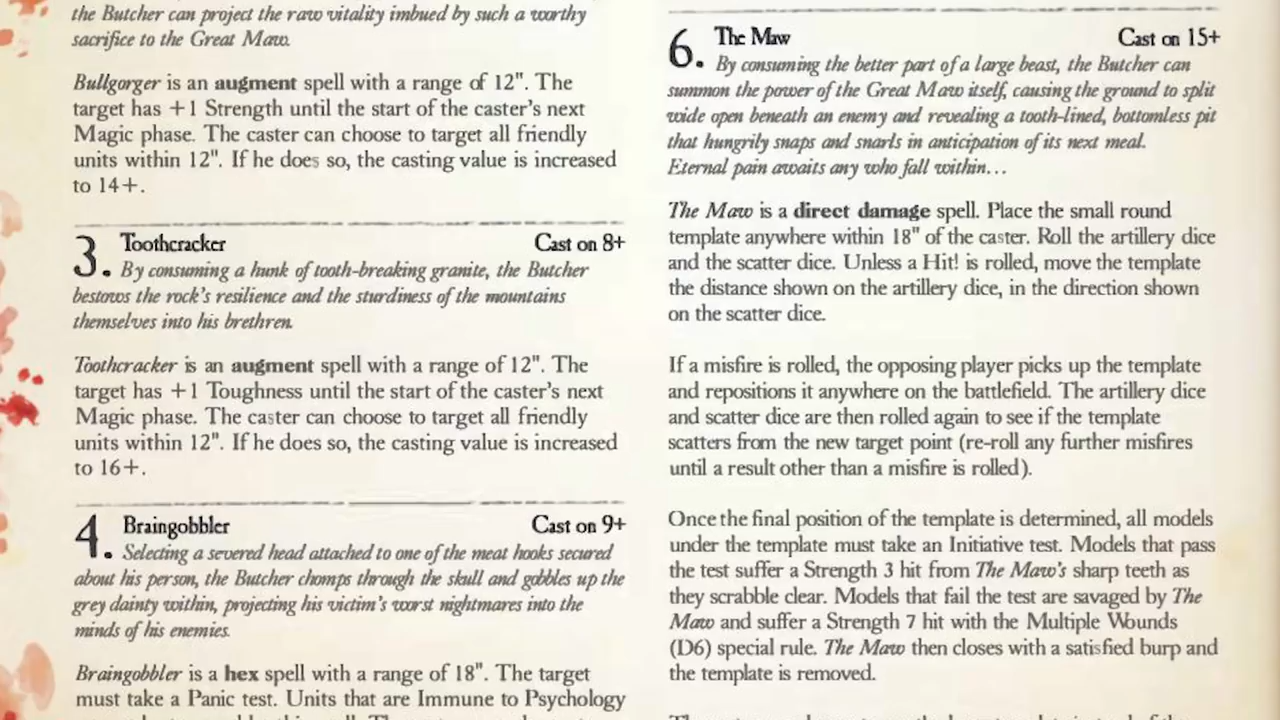 the Butcher can project the raw vitality imbued by such a worthy
sacrifice to the Great Maw.
Bullgorger is an augment spell with a range of 12". The
target has +1 Strength until the start of the caster's next
Magic phase. The caster can choose to target all friendly
units within 12". If he does so, the casting value is increased
to 14+.
3. Toothcracker Cast on 8+
By consuming a hunk of tooth-breaking granite, the Butcher
bestows the rock's resilience and the sturdiness of the mountains
themselves into his brethren.
Toothcracker is an augment spell with a range of 12". The
target has +1 Toughness until the start of the caster's next
Magic phase. The caster can choose to target all friendly
units within 12". If he does so, the casting value is increased
to 16+.
4. Braingobbler Cast on 9+
Selecting a severed head attached to one of the meat hooks secured
about his person, the Butcher chomps through the skull and gobbles up the
grey dainty within, projecting his victim's worst nightmares into the
minds of his enemies.
Braingobbler is a hex spell with a range of 18". The target
must take a Panic test. Units that are Immune to Psychology
6. The Maw Cast on 15+
By consuming the better part of a large beast, the Butcher can
summon the power of the Great Maw itself, causing the ground to split
wide open beneath an enemy and revealing a tooth-lined, bottomless pit
that hungrily snaps and snarls in anticipation of its next meal.
Eternal pain awaits any who fall within...
The Maw is a direct damage spell. Place the small round
template anywhere within 18" of the caster. Roll the artillery dice
and the scatter dice. Unless a Hit! is rolled, move the template
the distance shown on the artillery dice, in the direction shown
on the scatter dice.
If a misfire is rolled, the opposing player picks up the template
and repositions it anywhere on the battlefield. The artillery dice
and scatter dice are then rolled again to see if the template
scatters from the new target point (re-roll any further misfires
until a result other than a misfire is rolled).
Once the final position of the template is determined, all models
under the template must take an Initiative test. Models that pass
the test suffer a Strength 3 hit from The Maw's sharp teeth as
they scrabble clear. Models that fail the test are savaged by The
Maw and suffer a Strength 7 hit with the Multiple Wounds
(D6) special rule. The Maw then closes with a satisfied burp and
the template is removed.